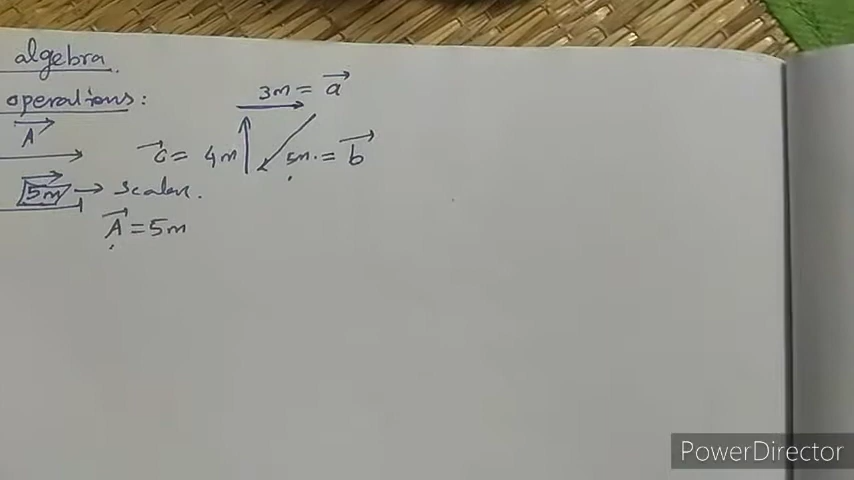 algebra
operations:
3m = a⃗
A⃗
c⃗ = 4m
5m. = b⃗
5m → scalar.
A⃗ = 5m
PowerDirector